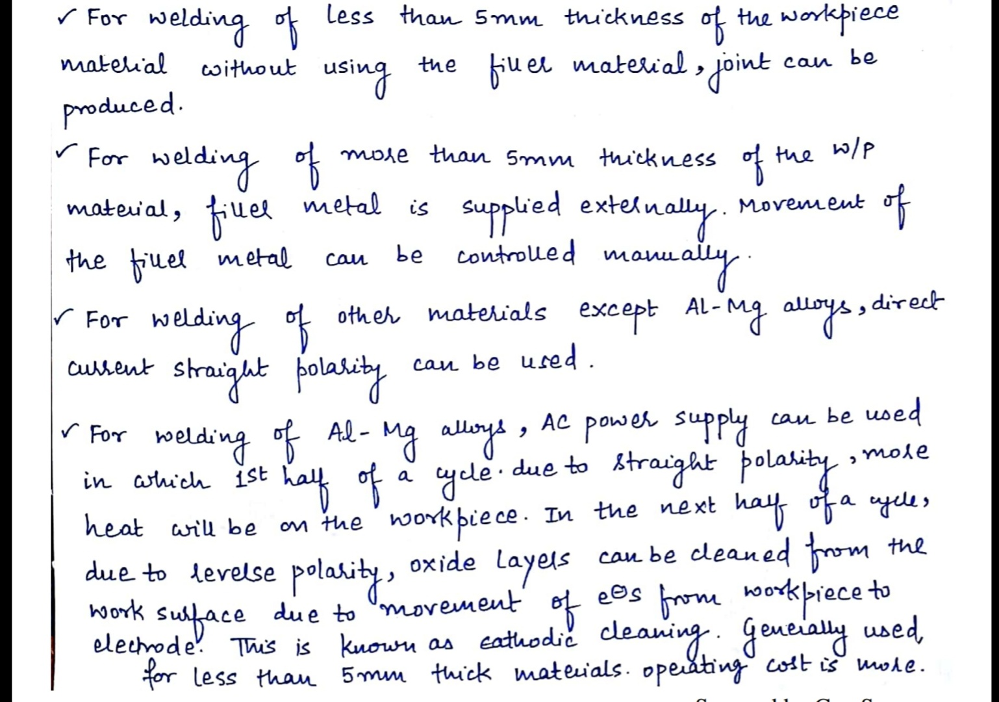 ✓ For welding of less than 5mm thickness of the workpiece
material without using the filler material, joint can be
produced.
✓ For welding of more than 5mm thickness of the w/p
material, filler metal is supplied externally. Movement of
the filler metal can be controlled manually.
✓ For welding of other materials except Al-Mg alloys, direct
current straight polarity can be used.
✓ For welding of Al-Mg alloys, AC power supply can be used
in which 1st half of a cycle. due to straight polarity, more
heat will be on the workpiece. In the next half of a cycle,
due to reverse polarity, oxide layers can be cleaned from the
work surface due to movement of e⊖s from workpiece to
electrode. This is known as cathodic cleaning. Generally used,
for less than 5mm thick materials. operating cost is more.